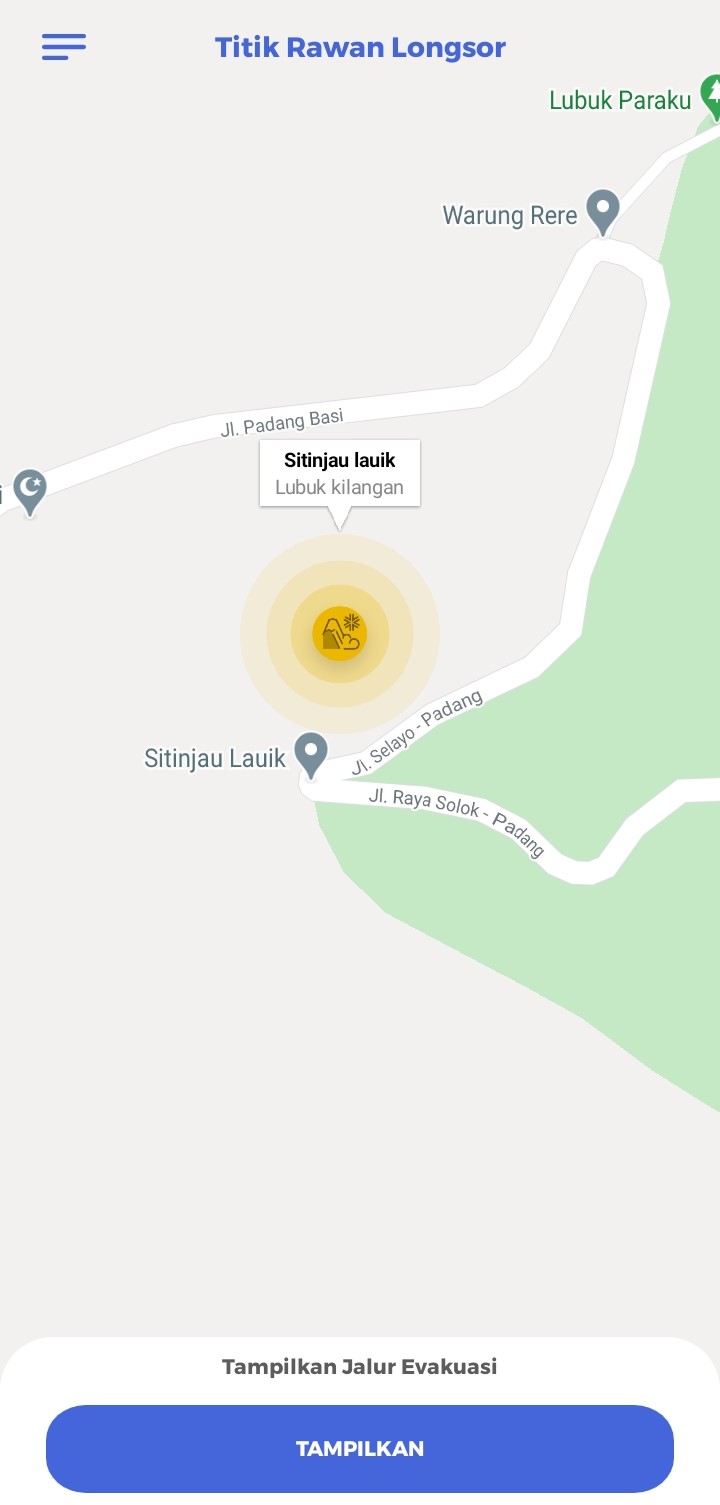 Titik Rawan Longsor
Lubuk Paraku
Warung Rere
Jl. Padang Basi
Sitinjau lauik
Lubuk kilangan
i
Jl. Selayo - Padang
Sitinjau Lauik
Jl. Raya Solok - Padang
Tampilkan Jalur Evakuasi
TAMPILKAN